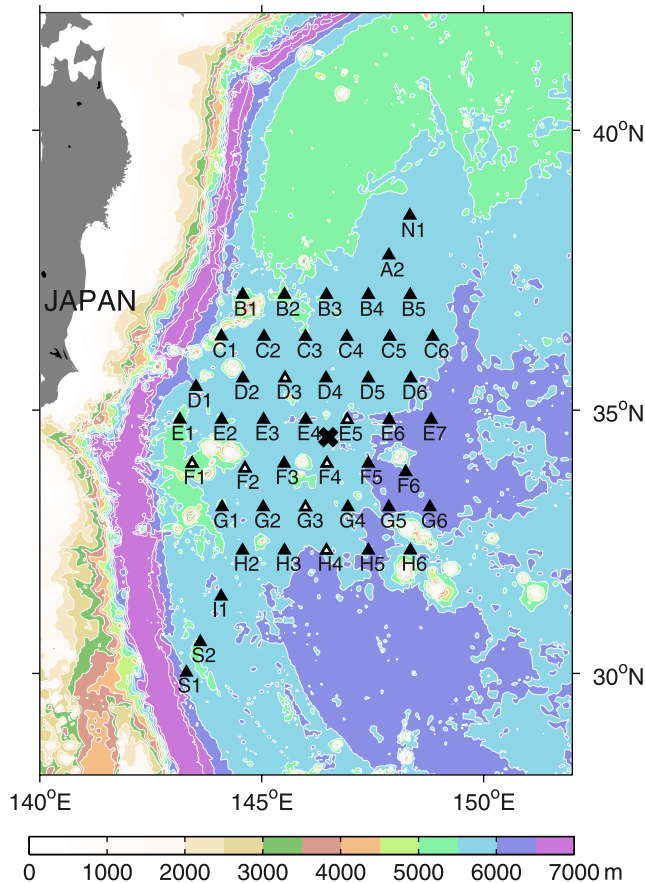 40°N
N1
A2
JAPAN
B1 B2 B3 B4 B5
C1 C2 C3 C4 C5 C6
D1 D2 D3 D4 D5 D6
35°N
E1 E2 E3 E4 E5 E6 E7
F1 F2 F3 F4 F5 F6
G1 G2 G3 G4 G5 G6
H2 H3 H4 H5 H6
I1
S2
30°N
S1
140°E 145°E 150°E
0 1000 2000 3000 4000 5000 6000 7000 m